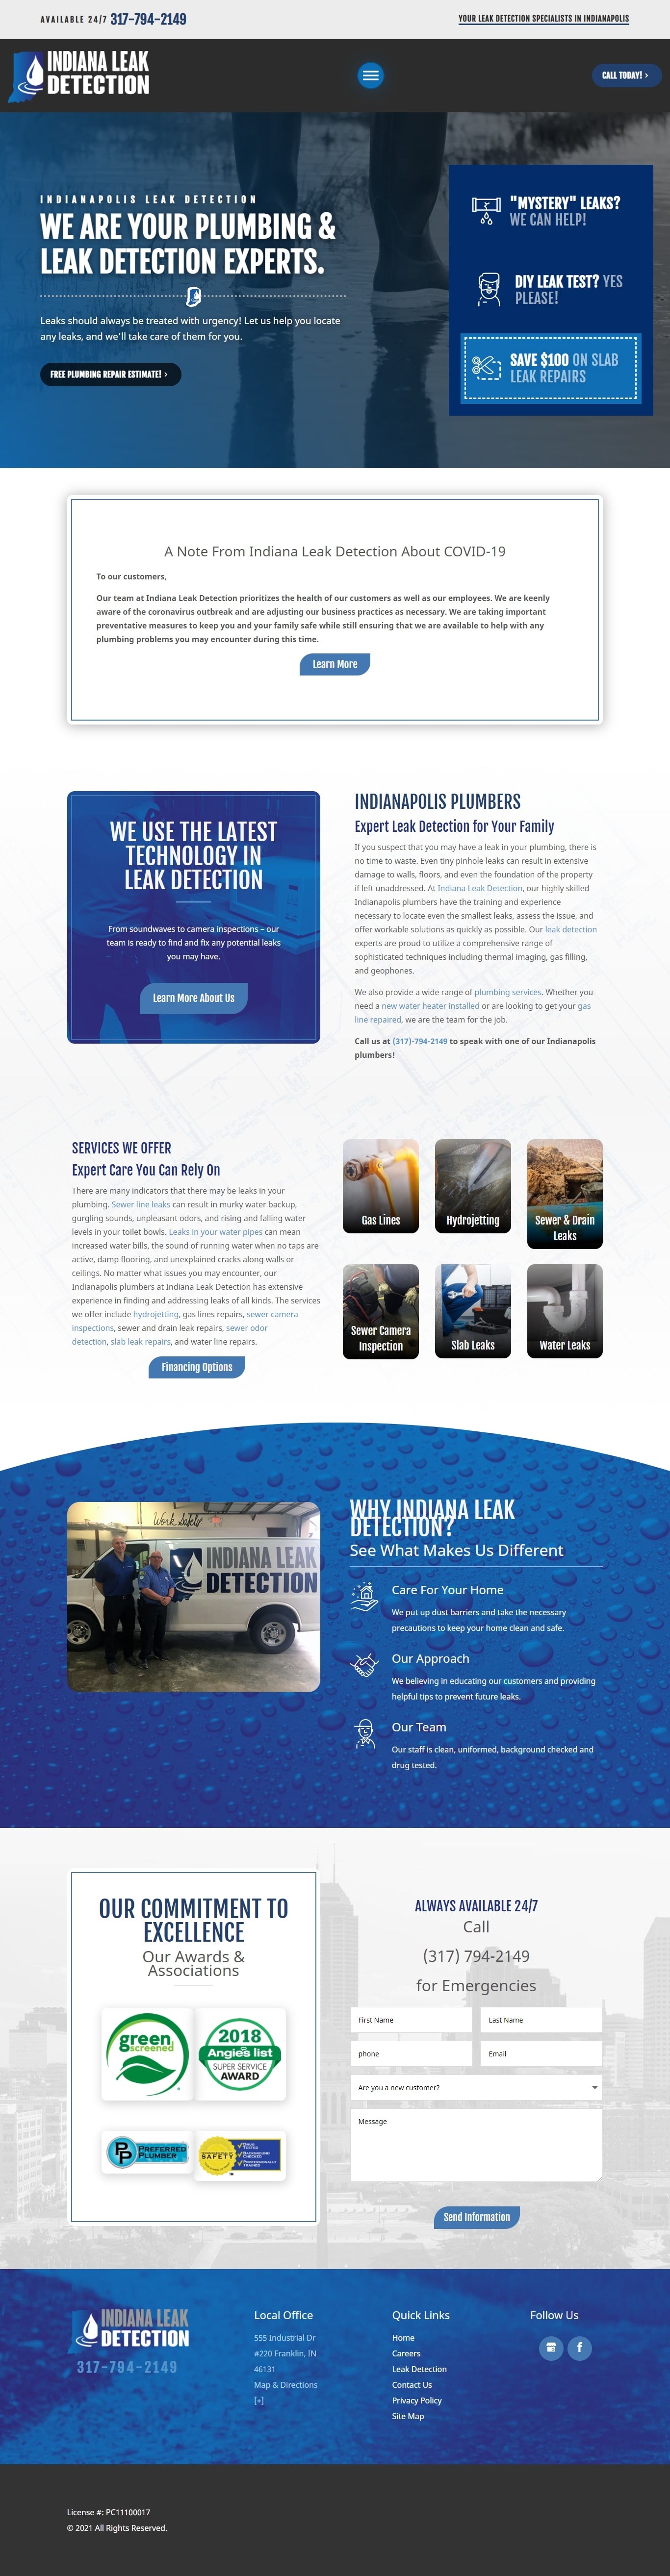 AVAILABLE 24/7 317-794-2149
YOUR LEAK DETECTION SPECIALISTS IN INDIANAPOLIS
INDIANA LEAK
DETECTION
CALL TODAY! >
INDIANAPOLIS LEAK DETECTION
WE ARE YOUR PLUMBING &
LEAK DETECTION EXPERTS.
Leaks should always be treated with urgency! Let us help you locate
any leaks, and we'll take care of them for you.
FREE PLUMBING REPAIR ESTIMATE! >
"MYSTERY" LEAKS?
WE CAN HELP!
DIY LEAK TEST? YES
PLEASE!
SAVE $100 ON SLAB
LEAK REPAIRS
A Note From Indiana Leak Detection About COVID-19
To our customers,
Our team at Indiana Leak Detection prioritizes the health of our customers as well as our employees. We are keenly
aware of the coronavirus outbreak and are adjusting our business practices as necessary. We are taking important
preventative measures to keep you and your family safe while still ensuring that we are available to help with any
plumbing problems you may encounter during this time.
Learn More
WE USE THE LATEST
TECHNOLOGY IN
LEAK DETECTION
From soundwaves to camera inspections – our
team is ready to find and fix any potential leaks
you may have.
Learn More About Us
INDIANAPOLIS PLUMBERS
Expert Leak Detection for Your Family
If you suspect that you may have a leak in your plumbing, there is
no time to waste. Even tiny pinhole leaks can result in extensive
damage to walls, floors, and even the foundation of the property
if left unaddressed. At Indiana Leak Detection, our highly skilled
Indianapolis plumbers have the training and experience
necessary to locate even the smallest leaks, assess the issue, and
offer workable solutions as quickly as possible. Our leak detection
experts are proud to utilize a comprehensive range of
sophisticated techniques including thermal imaging, gas filling,
and geophones.
We also provide a wide range of plumbing services. Whether you
need a new water heater installed or are looking to get your gas
line repaired, we are the team for the job.
Call us at (317)-794-2149 to speak with one of our Indianapolis
plumbers!
SERVICES WE OFFER
Expert Care You Can Rely On
There are many indicators that there may be leaks in your
plumbing. Sewer line leaks can result in murky water backup,
gurgling sounds, unpleasant odors, and rising and falling water
levels in your toilet bowls. Leaks in your water pipes can mean
increased water bills, the sound of running water when no taps are
active, damp flooring, and unexplained cracks along walls or
ceilings. No matter what issues you may encounter, our
Indianapolis plumbers at Indiana Leak Detection has extensive
experience in finding and addressing leaks of all kinds. The services
we offer include hydrojetting, gas lines repairs, sewer camera
inspections, sewer and drain leak repairs, sewer odor
detection, slab leak repairs, and water line repairs.
Financing Options
Gas Lines
Hydrojetting
Sewer & Drain
Leaks
Sewer Camera
Inspection
Slab Leaks
Water Leaks
Work Safely
INDIANA LEAK
DETECTION
WHY INDIANA LEAK
DETECTION?
See What Makes Us Different
Care For Your Home
We put up dust barriers and take the necessary
precautions to keep your home clean and safe.
Our Approach
We believing in educating our customers and providing
helpful tips to prevent future leaks.
Our Team
Our staff is clean, uniformed, background checked and
drug tested.
OUR COMMITMENT TO
EXCELLENCE
Our Awards &
Associations
green
screened
2018
Angie's list
SUPER SERVICE
AWARD
PP PREFERRED
PLUMBER
SAFETY
DRUG
TESTED
BACKGROUND
CHECKED
PROFESSIONALLY
TRAINED
ALWAYS AVAILABLE 24/7
Call
(317) 794-2149
for Emergencies
First Name
Last Name
phone
Email
Are you a new customer?
Message
Send Information
INDIANA LEAK
DETECTION
317-794-2149
Local Office
555 Industrial Dr
#220 Franklin, IN
46131
Map & Directions
[+]
Quick Links
Home
Careers
Leak Detection
Contact Us
Privacy Policy
Site Map
Follow Us
License #: PC11100017
© 2021 All Rights Reserved.